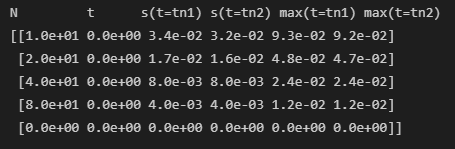 N t s(t=tn1) s(t=tn2) max(t=tn1) max(t=tn2)
[[1.0e+01 0.0e+00 3.4e-02 3.2e-02 9.3e-02 9.2e-02]
[2.0e+01 0.0e+00 1.7e-02 1.6e-02 4.8e-02 4.7e-02]
[4.0e+01 0.0e+00 8.0e-03 8.0e-03 2.4e-02 2.4e-02]
[8.0e+01 0.0e+00 4.0e-03 4.0e-03 1.2e-02 1.2e-02]
[0.0e+00 0.0e+00 0.0e+00 0.0e+00 0.0e+00 0.0e+00]]